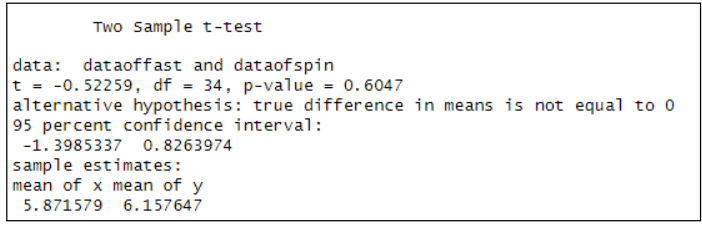 Two Sample t-test
data: dataoffast and dataofspin
t = -0.52259, df = 34, p-value = 0.6047
alternative hypothesis: true difference in means is not equal to 0
95 percent confidence interval:
-1.3985337 0.8263974
sample estimates:
mean of x mean of y
5.871579 6.157647